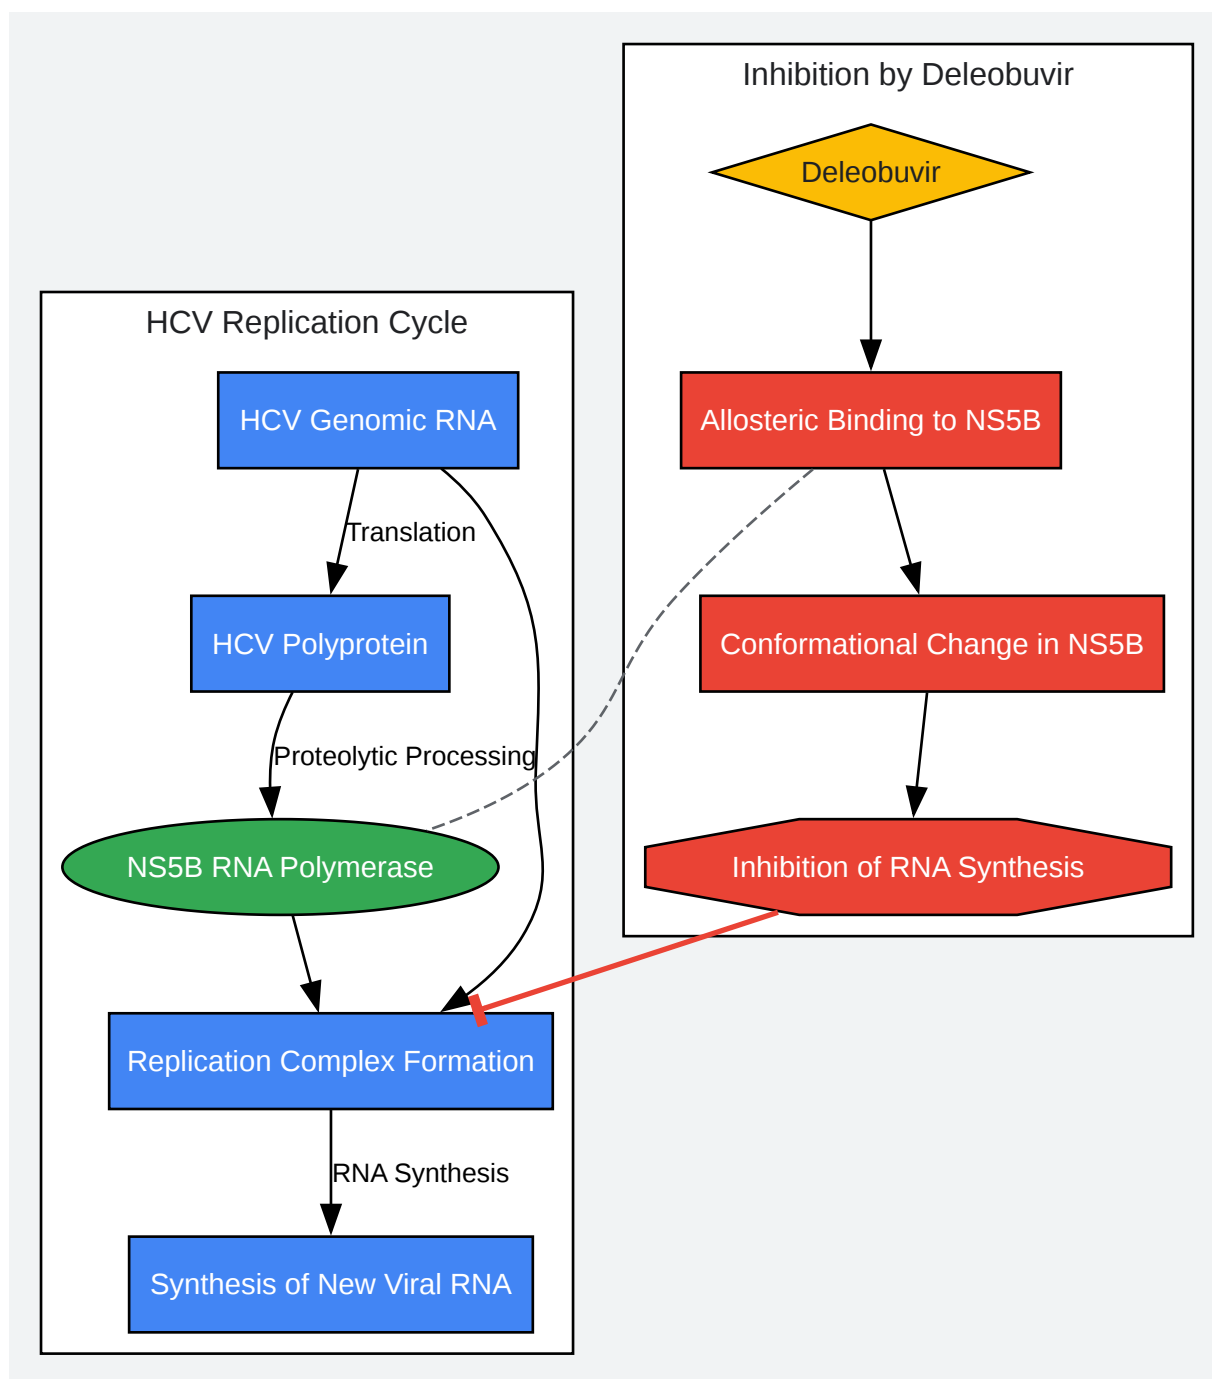 Inhibition by Deleobuvir
Deleobuvir
Allosteric Binding to NS5B
Conformational Change in NS5B
Inhibition of RNA Synthesis
HCV Replication Cycle
HCV Genomic RNA
Translation
HCV Polyprotein
Proteolytic Processing
NS5B RNA Polymerase
Replication Complex Formation
RNA Synthesis
Synthesis of New Viral RNA